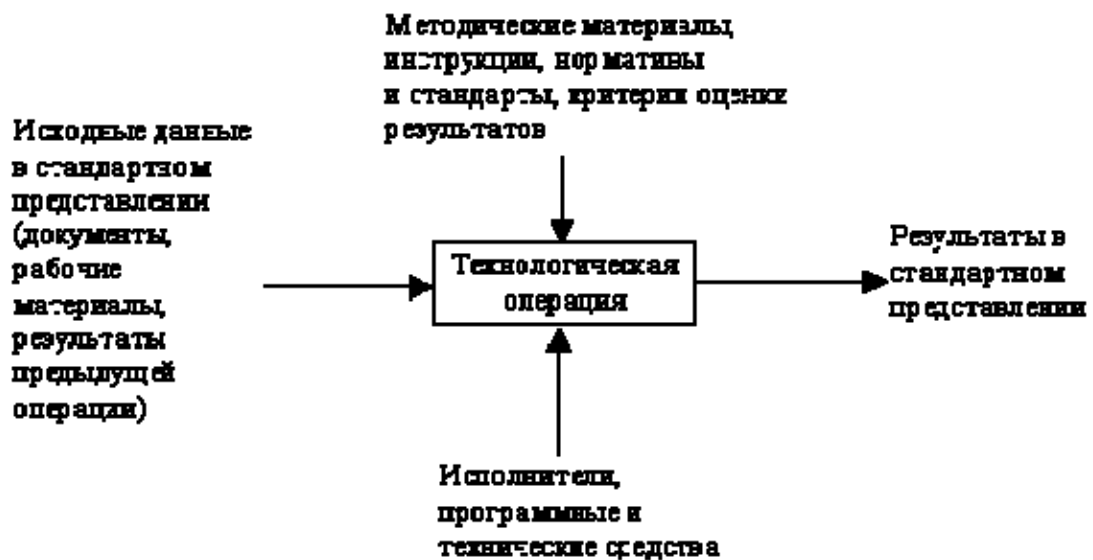 Методические материалы,
инструкции, нормативы
и стандарты, критерии оценки
результатов
Исходные данные
в стандартном
представлении
(документы,
рабочие
материалы,
результаты
предыдущей
операции)
Технологическая
операция
Результаты в
стандартном
представлении
Исполнители,
программные и
технические средства